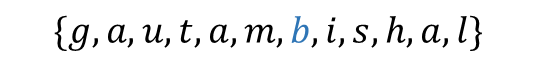 {g, a, u, t, a, m, b, i, s, h, a, l}